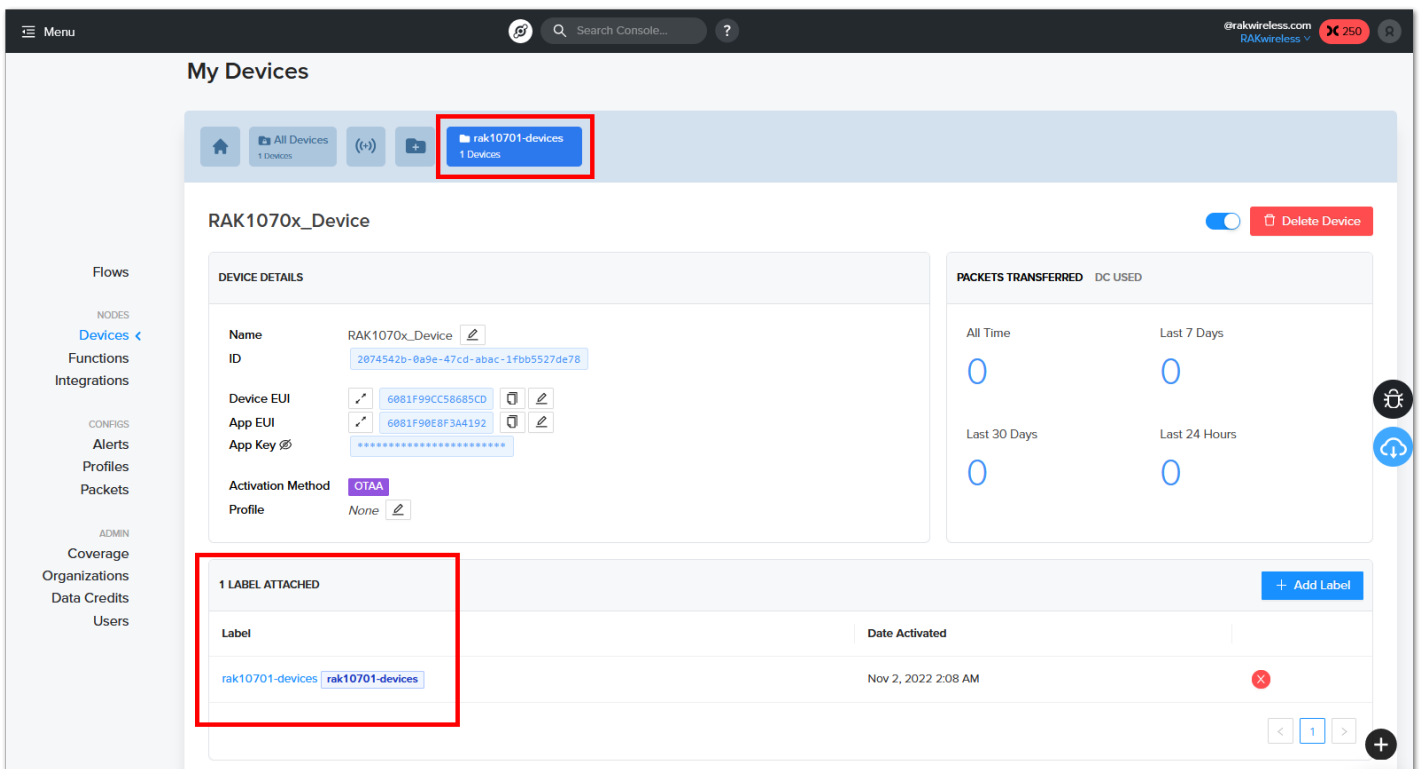 Menu
Search Console...
?
@rakwireless.com
RAKwireless
250
My Devices
All Devices
1 Devices
rak10701-devices
1 Devices
RAK1070x_Device
Delete Device
Flows
NODES
Devices
Functions
Integrations
CONFIGS
Alerts
Profiles
Packets
ADMIN
Coverage
Organizations
Data Credits
Users
DEVICE DETAILS
Name RAK1070x_Device
ID 2074542b-0a9e-47cd-abac-1fbb5527de78
Device EUI 6081F99CC58685CD
App EUI 6081F90E8F3A4192
App Key ************************
Activation Method OTAA
Profile None
PACKETS TRANSFERRED DC USED
All Time Last 7 Days
0 0
Last 30 Days Last 24 Hours
0 0
1 LABEL ATTACHED
+ Add Label
Label Date Activated
rak10701-devices rak10701-devices Nov 2, 2022 2:08 AM
< 1 >